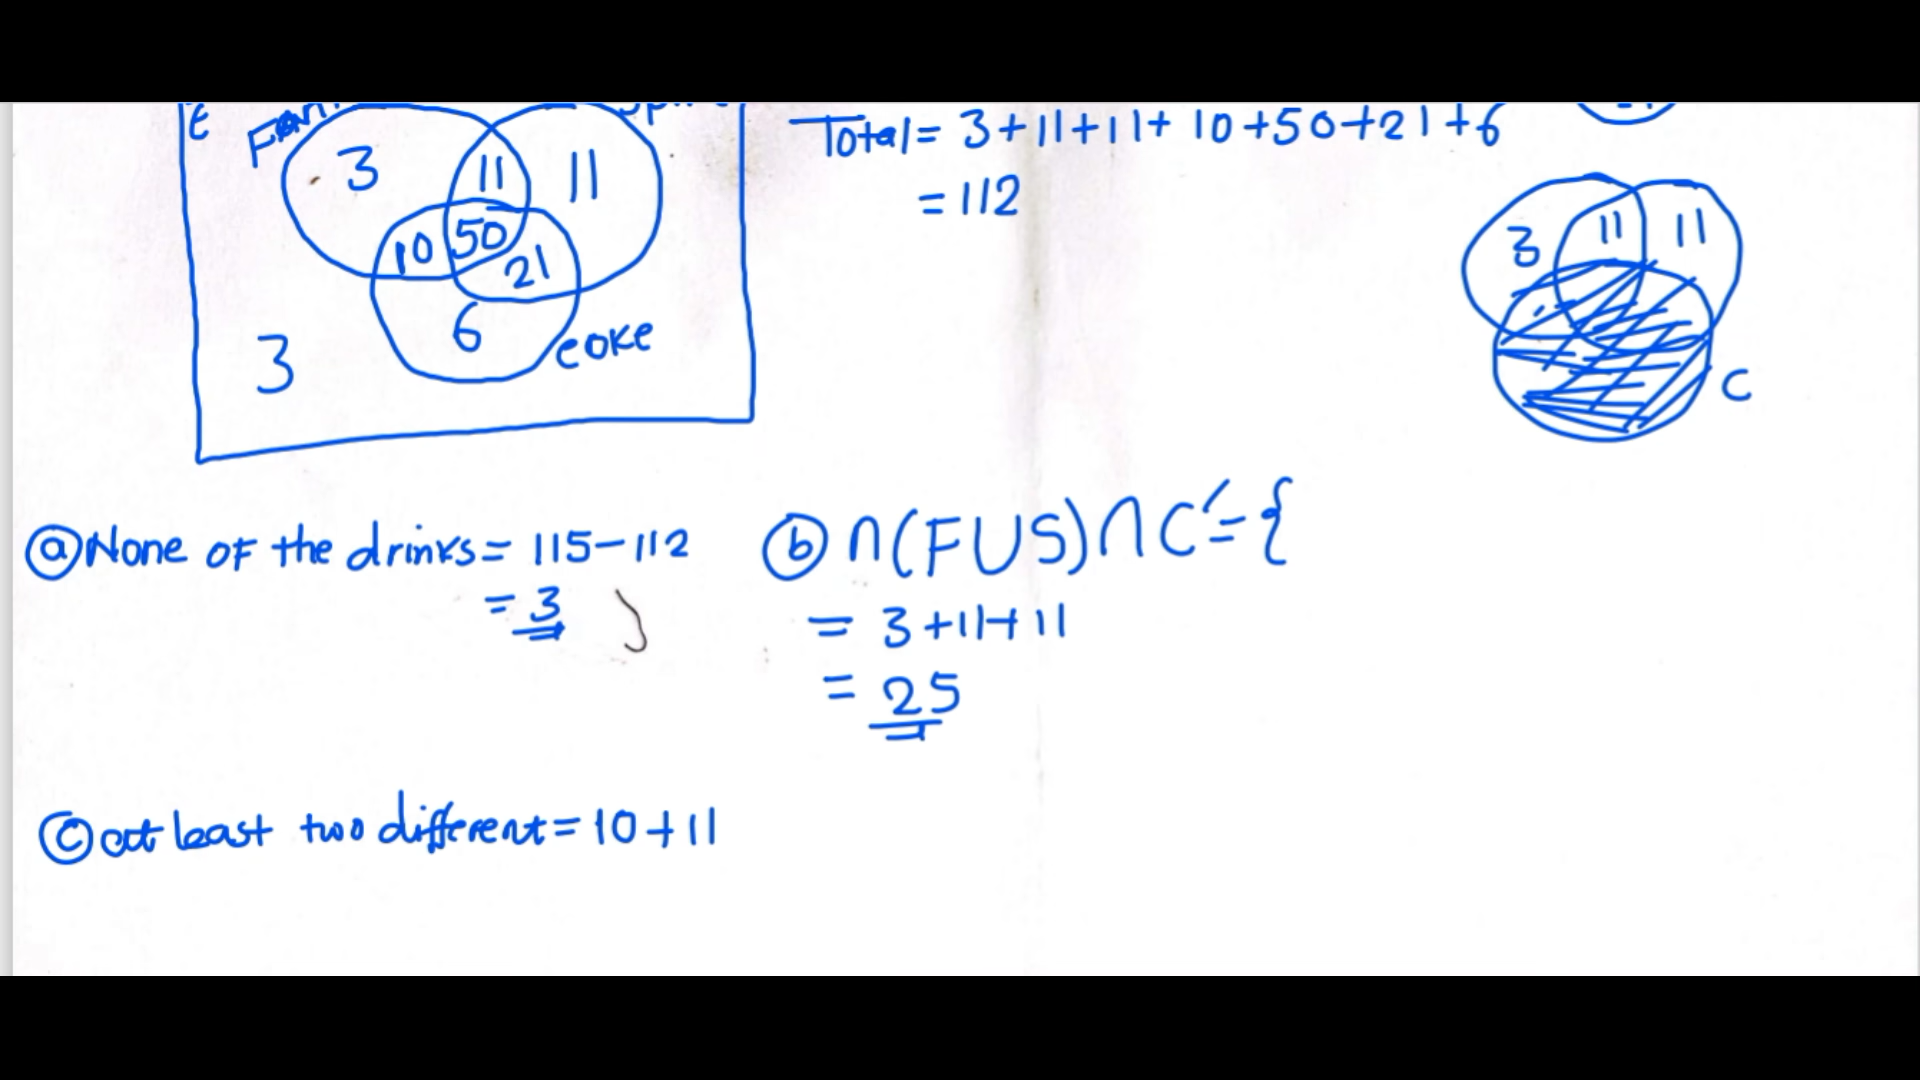 ε
3 11 11
10 50 21
6 coke
3
Total = 3+11+11+ 10+50+21+6
= 112
3 11 11
C
ⓐ None OF the drinks = 115-112
= 3
ⓑ n(FUS)∩C'= {
= 3+11+11
= 25
ⓒ at least two different = 10+11